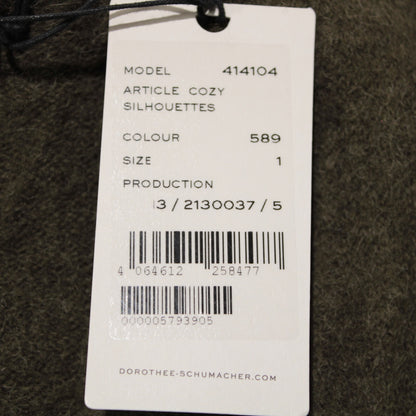 MODEL 414104
ARTICLE COZY
SILHOUETTES
COLOUR 589
SIZE 1
PRODUCTION
3 / 2130037 / 5
4 064612 258477
000005793905
DOROTHEE-SCHUMACHER.COM